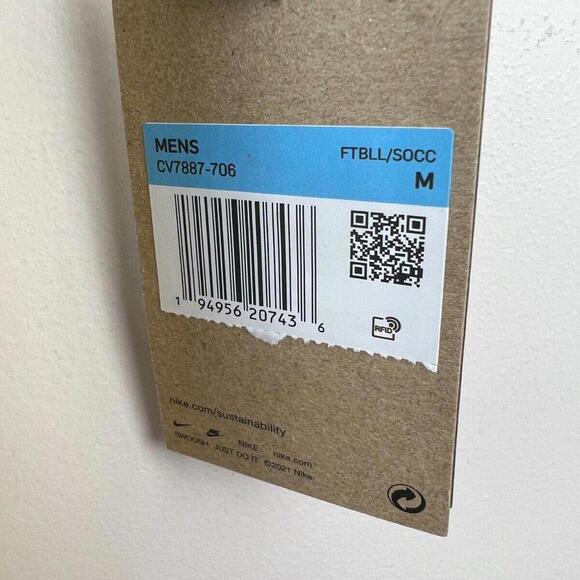 MENS
FTBLL/SOCC
CV7887-706
M
1 94956 20743 6
RFID
nike.com/sustainability
NIKE nike.com
SWOOSH JUST DO IT ©2021 Nike